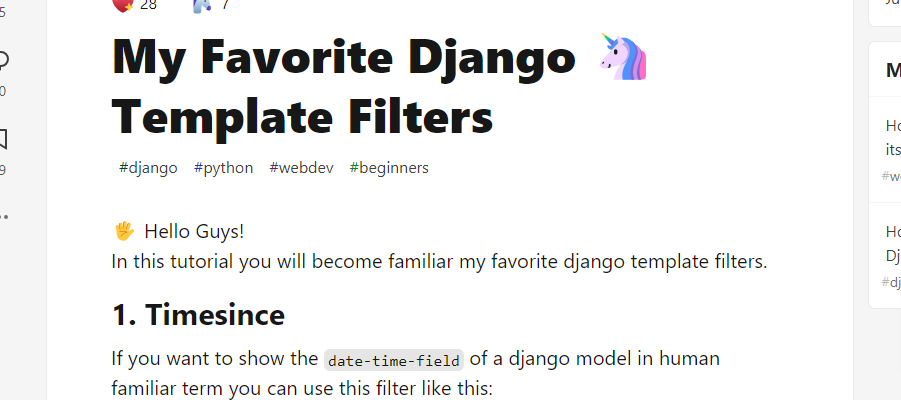 28 7
My Favorite Django 🦄
Template Filters
#django #python #webdev #beginners
🖐 Hello Guys!
In this tutorial you will become familiar my favorite django template filters.
1. Timesince
If you want to show the date-time-field of a django model in human
familiar term you can use this filter like this:
5
0
9
M
Ho
its
#w
Ho
Dj
#dj